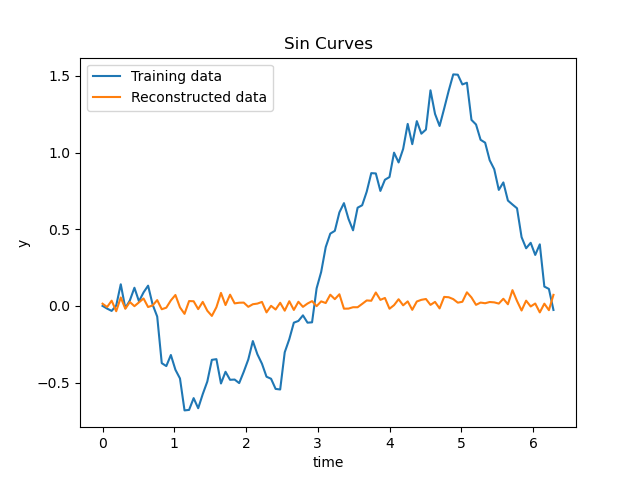 Sin Curves
Training data
Reconstructed data
1.5
1.0
0.5
0.0
−0.5
y
0 1 2 3 4 5 6
time